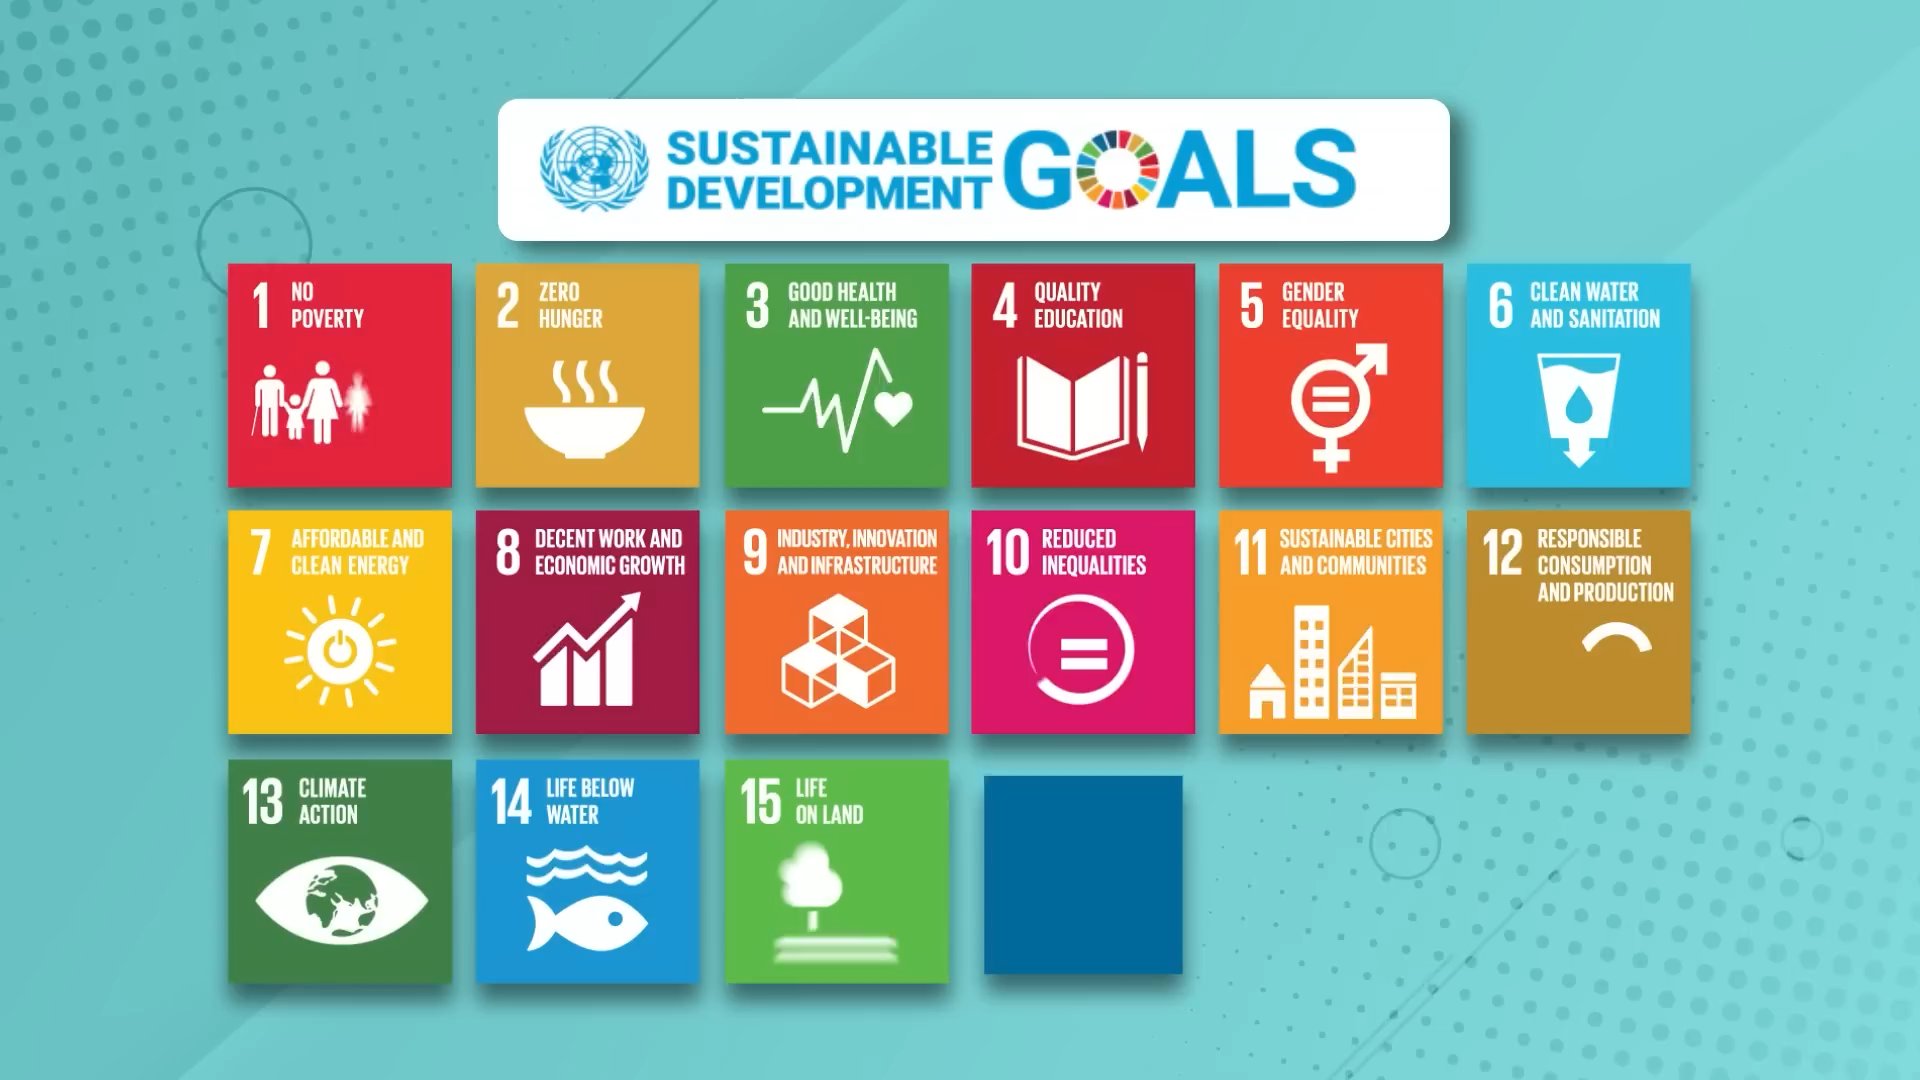 SUSTAINABLE
DEVELOPMENT
GOALS
1 NO
POVERTY
2 ZERO
HUNGER
3 GOOD HEALTH
AND WELL-BEING
4 QUALITY
EDUCATION
5 GENDER
EQUALITY
6 CLEAN WATER
AND SANITATION
7 AFFORDABLE AND
CLEAN ENERGY
8 DECENT WORK AND
ECONOMIC GROWTH
9 INDUSTRY, INNOVATION
AND INFRASTRUCTURE
10 REDUCED
INEQUALITIES
11 SUSTAINABLE CITIES
AND COMMUNITIES
12 RESPONSIBLE
CONSUMPTION
AND PRODUCTION
13 CLIMATE
ACTION
14 LIFE BELOW
WATER
15 LIFE
ON LAND